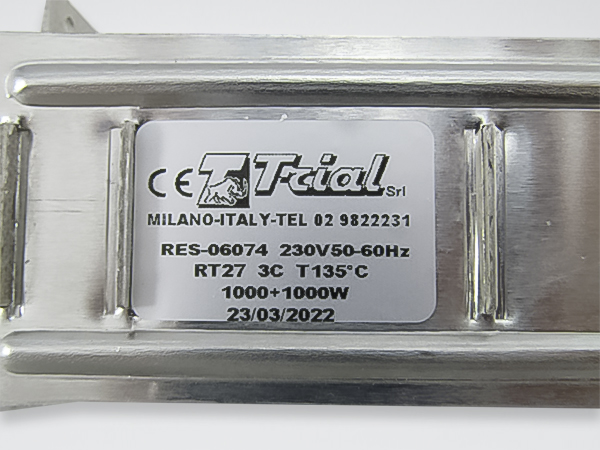 CE T T-cial Srl
MILANO-ITALY-TEL 02 9822231
RES-06074 230V50-60Hz
RT27 3C T135°C
1000+1000W
23/03/2022